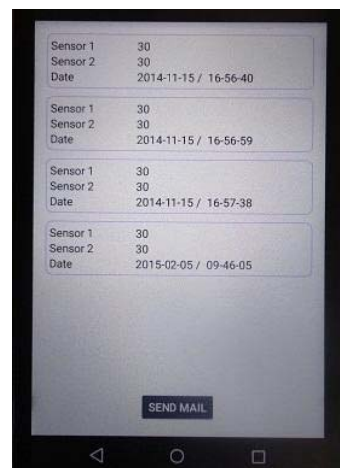 Sensor 1 30
Sensor 2 30
Date 2014-11-15 / 16-56-40
Sensor 1 30
Sensor 2 30
Date 2014-11-15 / 16-56-59
Sensor 1 30
Sensor 2 30
Date 2014-11-15 / 16-57-38
Sensor 1 30
Sensor 2 30
Date 2015-02-05 / 09-46-05
SEND MAIL